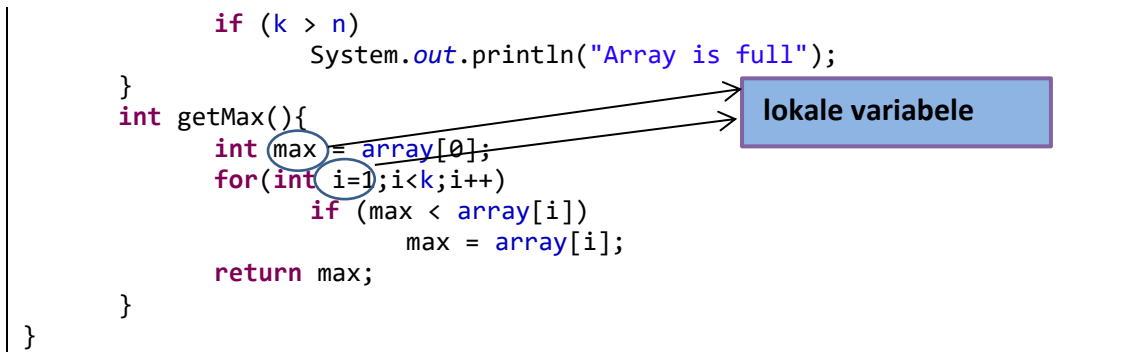 if (k > n)
System.out.println("Array is full");
}
int getMax(){
lokale variabele
int max = array[0];
for(int i=1;i<k;i++)
if (max < array[i])
max = array[i];
return max;
}
}